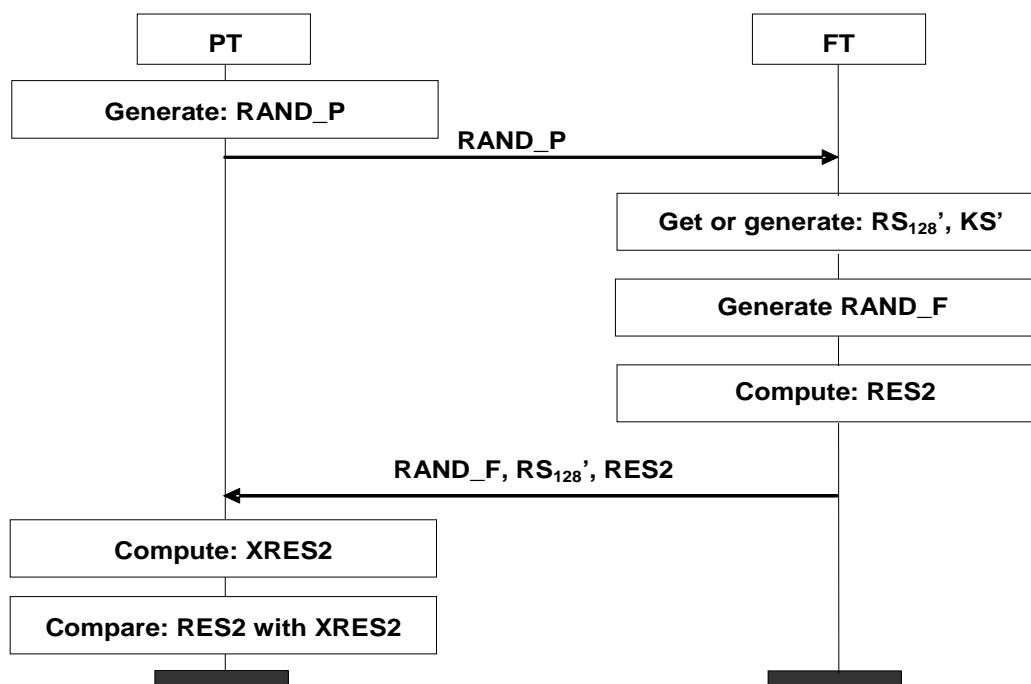 PT
FT
Generate: RAND_P
RAND_P
Get or generate: RS₁₂₈’, KS’
Generate RAND_F
Compute: RES2
RAND_F, RS₁₂₈’, RES2
Compute: XRES2
Compare: RES2 with XRES2